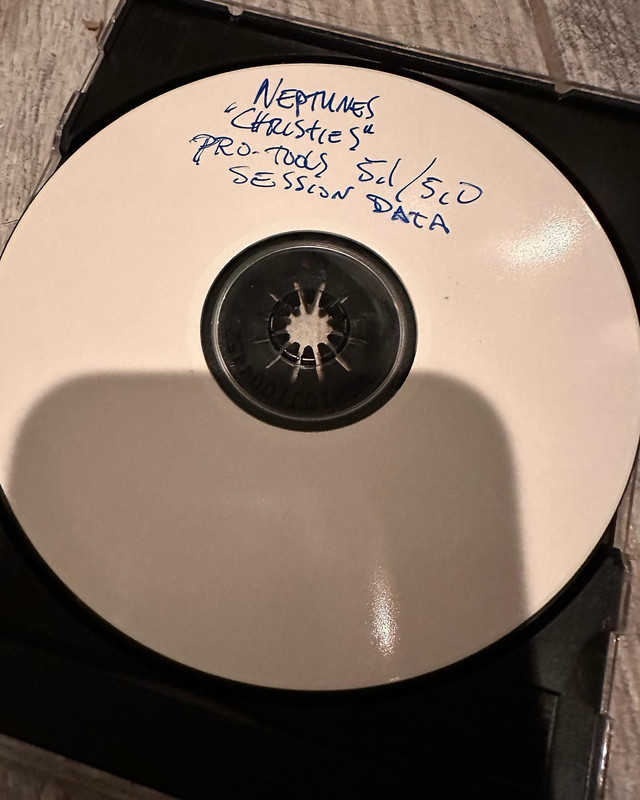 NEPTUNES
"CHRISTIES"
PRO-TOOLS 5.1/5.0
SESSION DATA